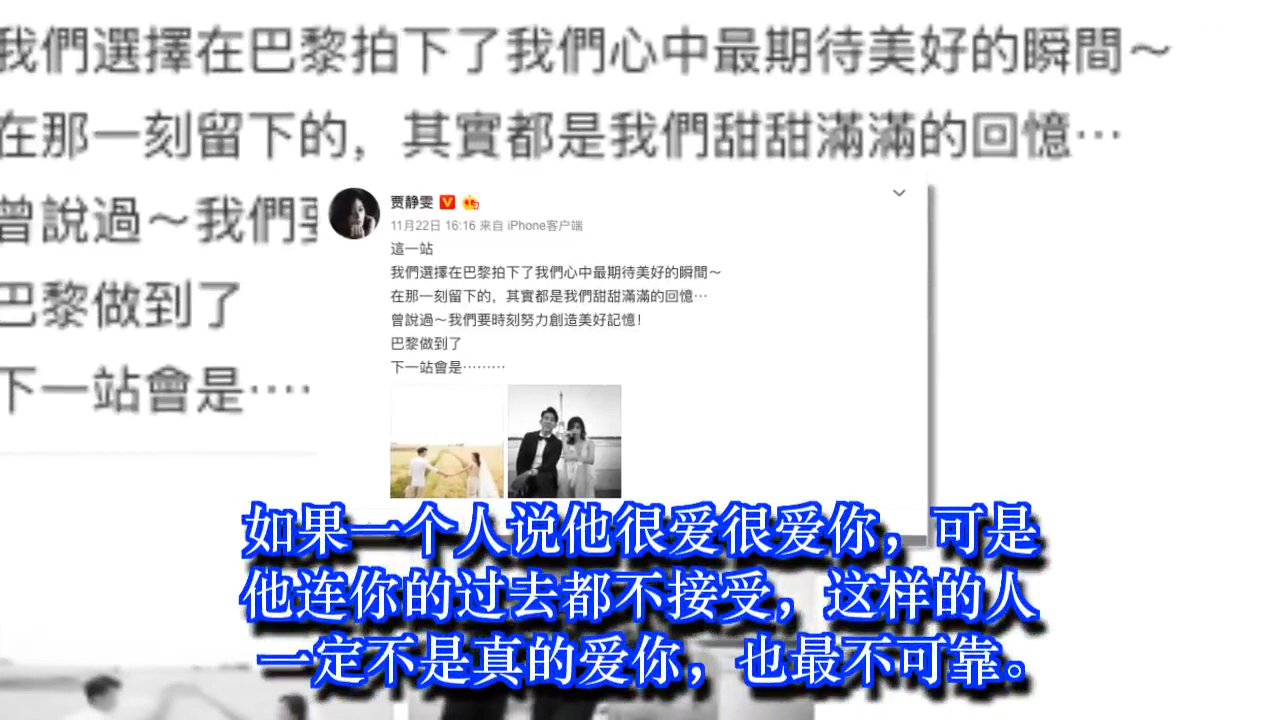 我們選擇在巴黎拍下了我們心中最期待美好的瞬間～
在那一刻留下的，其實都是我們甜甜滿滿的回憶…
曾說過～我們要
巴黎做到了
下一站會是‥‥
贾静雯
11月22日 16:16 来自 iPhone客户端
這一站
我們選擇在巴黎拍下了我們心中最期待美好的瞬間～
在那一刻留下的，其實都是我們甜甜滿滿的回憶…
曾說過～我們要時刻努力創造美好記憶！
巴黎做到了
下一站會是………
如果一个人说他很爱很爱你，可是
他连你的过去都不接受，这样的人
一定不是真的爱你，也最不可靠。